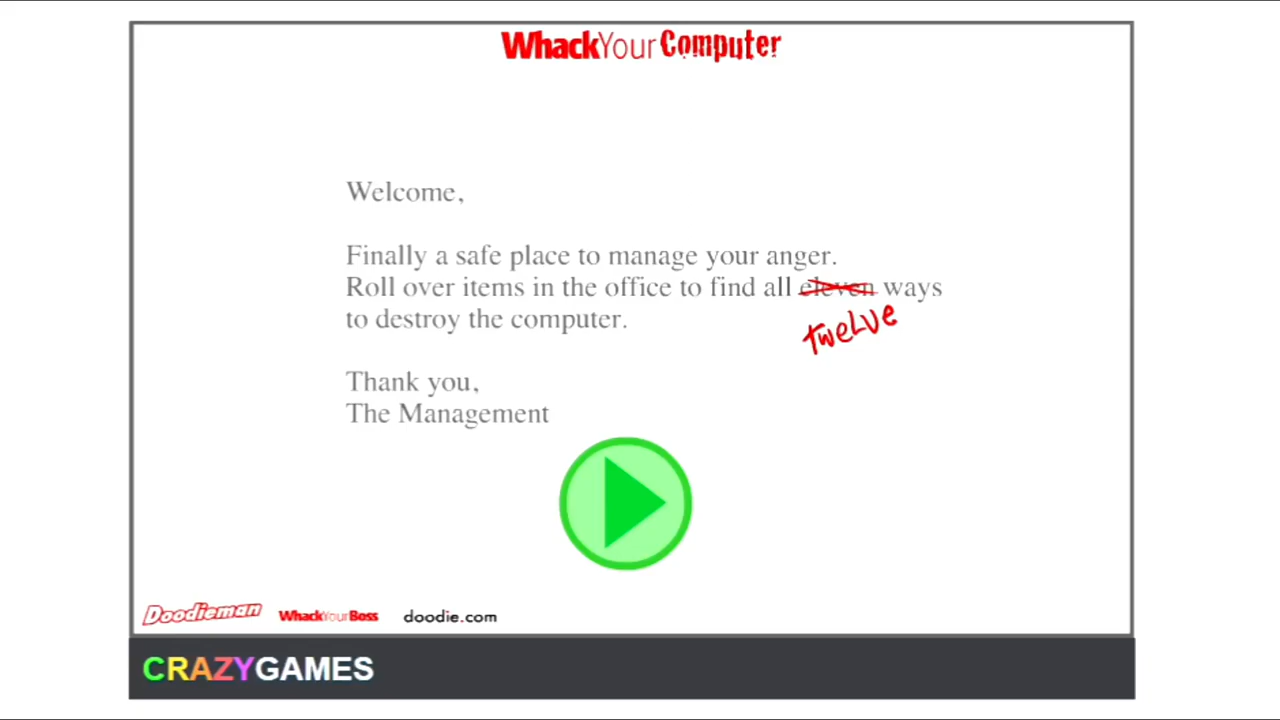 WhackYourComputer
Welcome,
Finally a safe place to manage your anger.
Roll over items in the office to find all eleven ways
twelve
to destroy the computer.
Thank you,
The Management
Doodieman WhackYourBoss doodie.com
CRAZYGAMES